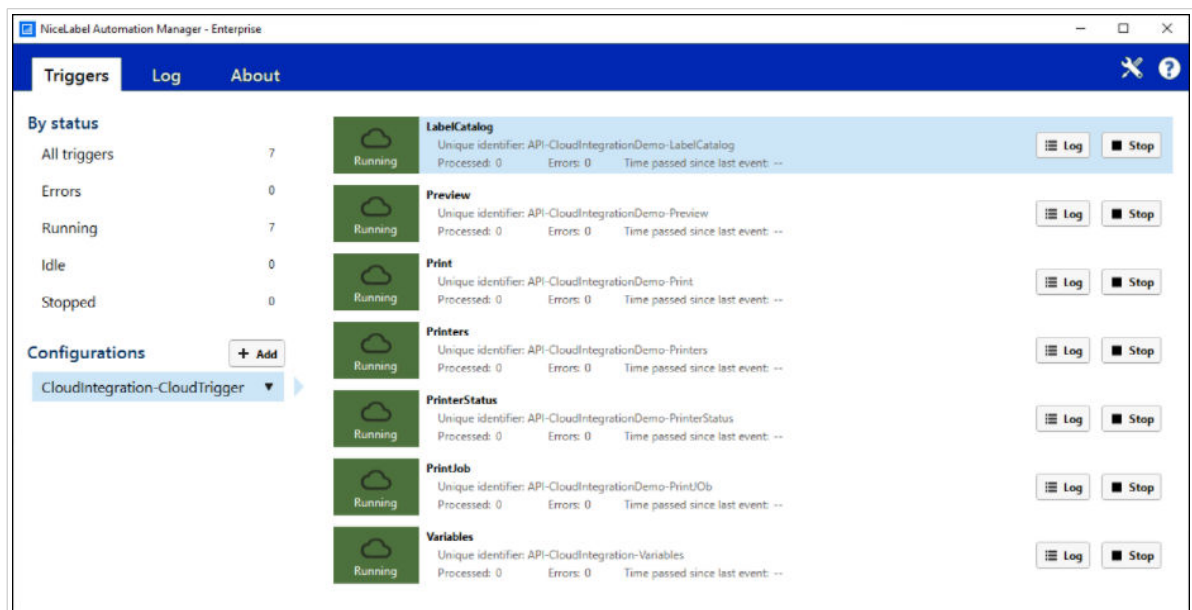 NiceLabel Automation Manager - Enterprise
Triggers Log About
By status
All triggers 7
Errors 0
Running 7
Idle 0
Stopped 0
Configurations + Add
CloudIntegration-CloudTrigger
Running
LabelCatalog
Unique identifier: API-CloudIntegrationDemo-LabelCatalog
Processed: 0 Errors: 0 Time passed since last event: --
Log Stop
Running
Preview
Unique identifier: API-CloudIntegrationDemo-Preview
Processed: 0 Errors: 0 Time passed since last event: --
Log Stop
Running
Print
Unique identifier: API-CloudIntegrationDemo-Print
Processed: 0 Errors: 0 Time passed since last event: --
Log Stop
Running
Printers
Unique identifier: API-CloudIntegrationDemo-Printers
Processed: 0 Errors: 0 Time passed since last event: --
Log Stop
Running
PrinterStatus
Unique identifier: API-CloudIntegrationDemo-PrinterStatus
Processed: 0 Errors: 0 Time passed since last event: --
Log Stop
Running
PrintJob
Unique identifier: API-CloudIntegrationDemo-PrintJOb
Processed: 0 Errors: 0 Time passed since last event: --
Log Stop
Running
Variables
Unique identifier: API-CloudIntegration-Variables
Processed: 0 Errors: 0 Time passed since last event: --
Log Stop